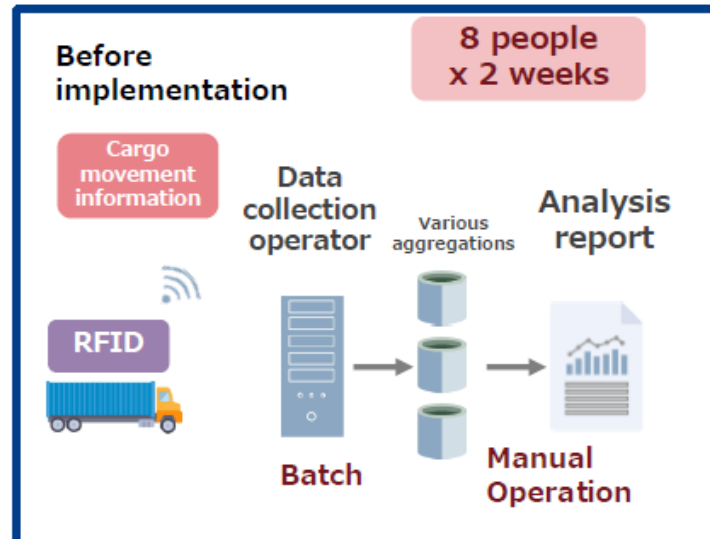 Before
implementation
8 people
x 2 weeks
Cargo
movement
information
Data
collection
operator
Various
aggregations
Analysis
report
RFID
Batch
Manual
Operation